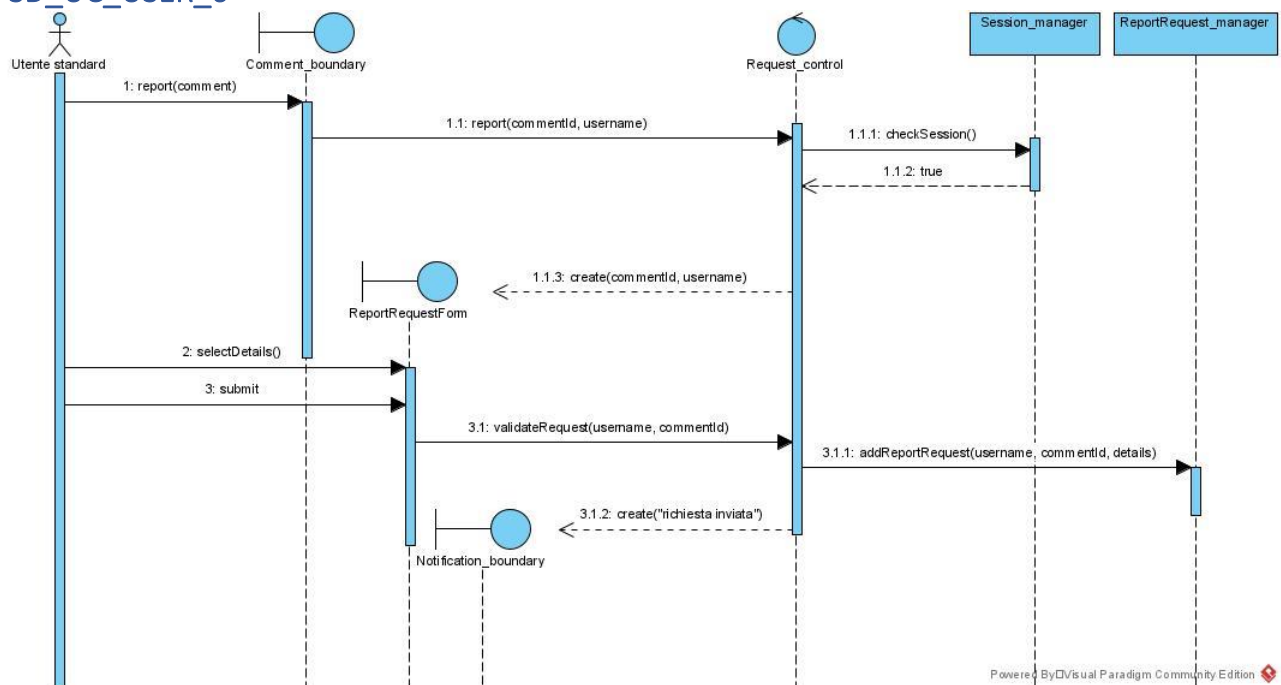 Session_manager
ReportRequest_manager
Utente standard
Comment_boundary
Request_control
1: report(comment)
1.1: report(commentId, username)
1.1.1: checkSession()
1.1.2: true
1.1.3: create(commentId, username)
ReportRequestForm
2: selectDetails()
3: submit
3.1: validateRequest(username, commentId)
3.1.1: addReportRequest(username, commentId, details)
3.1.2: create("richiesta inviata")
Notification_boundary
Powered By Visual Paradigm Community Edition